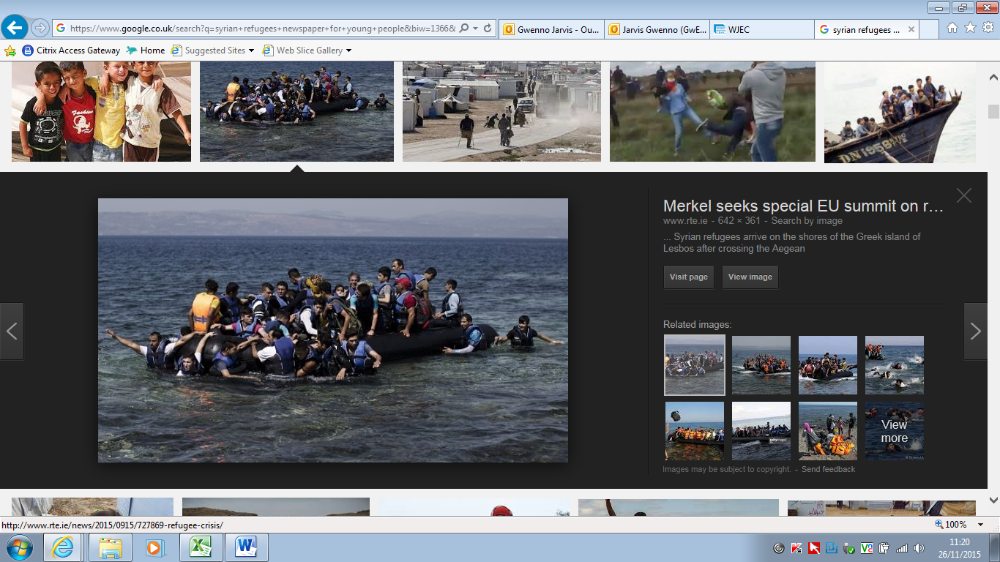 https://www.google.co.uk/search?q=syrian+refugees+newspaper+for+young+people&biw=1366&
Gwenno Jarvis - Ou...
Jarvis Gwenno (GwE...
WJEC
syrian refugees ...
Citrix Access Gateway
Home
Suggested Sites
Web Slice Gallery
FASHION
DN 1958
Merkel seeks special EU summit on r…
www.rte.ie - 642 × 361 - Search by image
... Syrian refugees arrive on the shores of the Greek island of
Lesbos after crossing the Aegean
Visit page
View image
Related images:
View
more
Images may be subject to copyright. - Send feedback
http://www.rte.ie/news/2015/0915/727869-refugee-crisis/
100%
11:20
26/11/2015